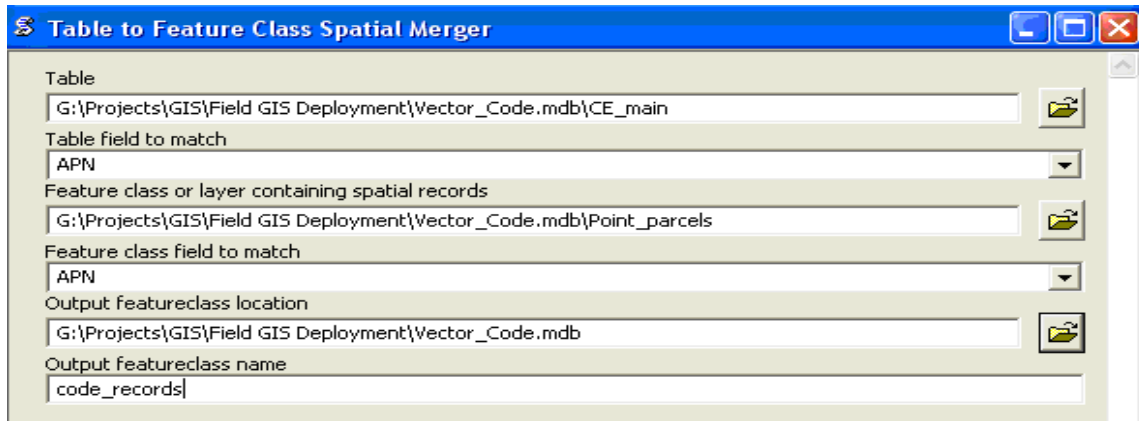 Table to Feature Class Spatial Merger
Table
G:\Projects\GIS\Field GIS Deployment\Vector_Code.mdb\CE_main
Table field to match
APN
Feature class or layer containing spatial records
G:\Projects\GIS\Field GIS Deployment\Vector_Code.mdb\Point_parcels
Feature class field to match
APN
Output featureclass location
G:\Projects\GIS\Field GIS Deployment\Vector_Code.mdb
Output featureclass name
code_records